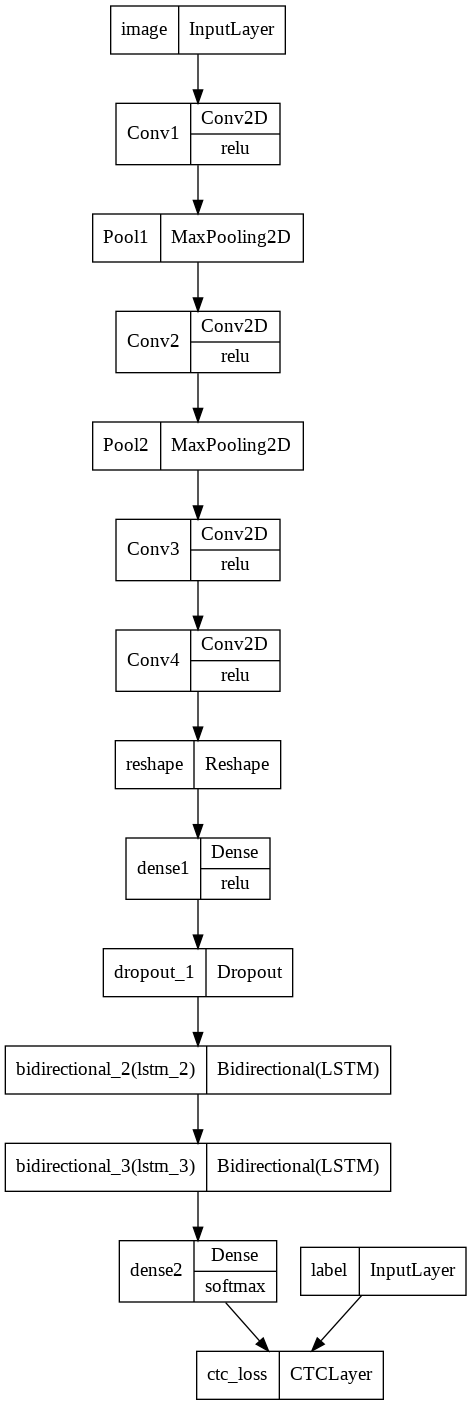 image InputLayer
Conv1 Conv2D
relu
Pool1 MaxPooling2D
Conv2 Conv2D
relu
Pool2 MaxPooling2D
Conv3 Conv2D
relu
Conv4 Conv2D
relu
reshape Reshape
dense1 Dense
relu
dropout_1 Dropout
bidirectional_2(lstm_2) Bidirectional(LSTM)
bidirectional_3(lstm_3) Bidirectional(LSTM)
dense2 Dense
softmax
label InputLayer
ctc_loss CTCLayer